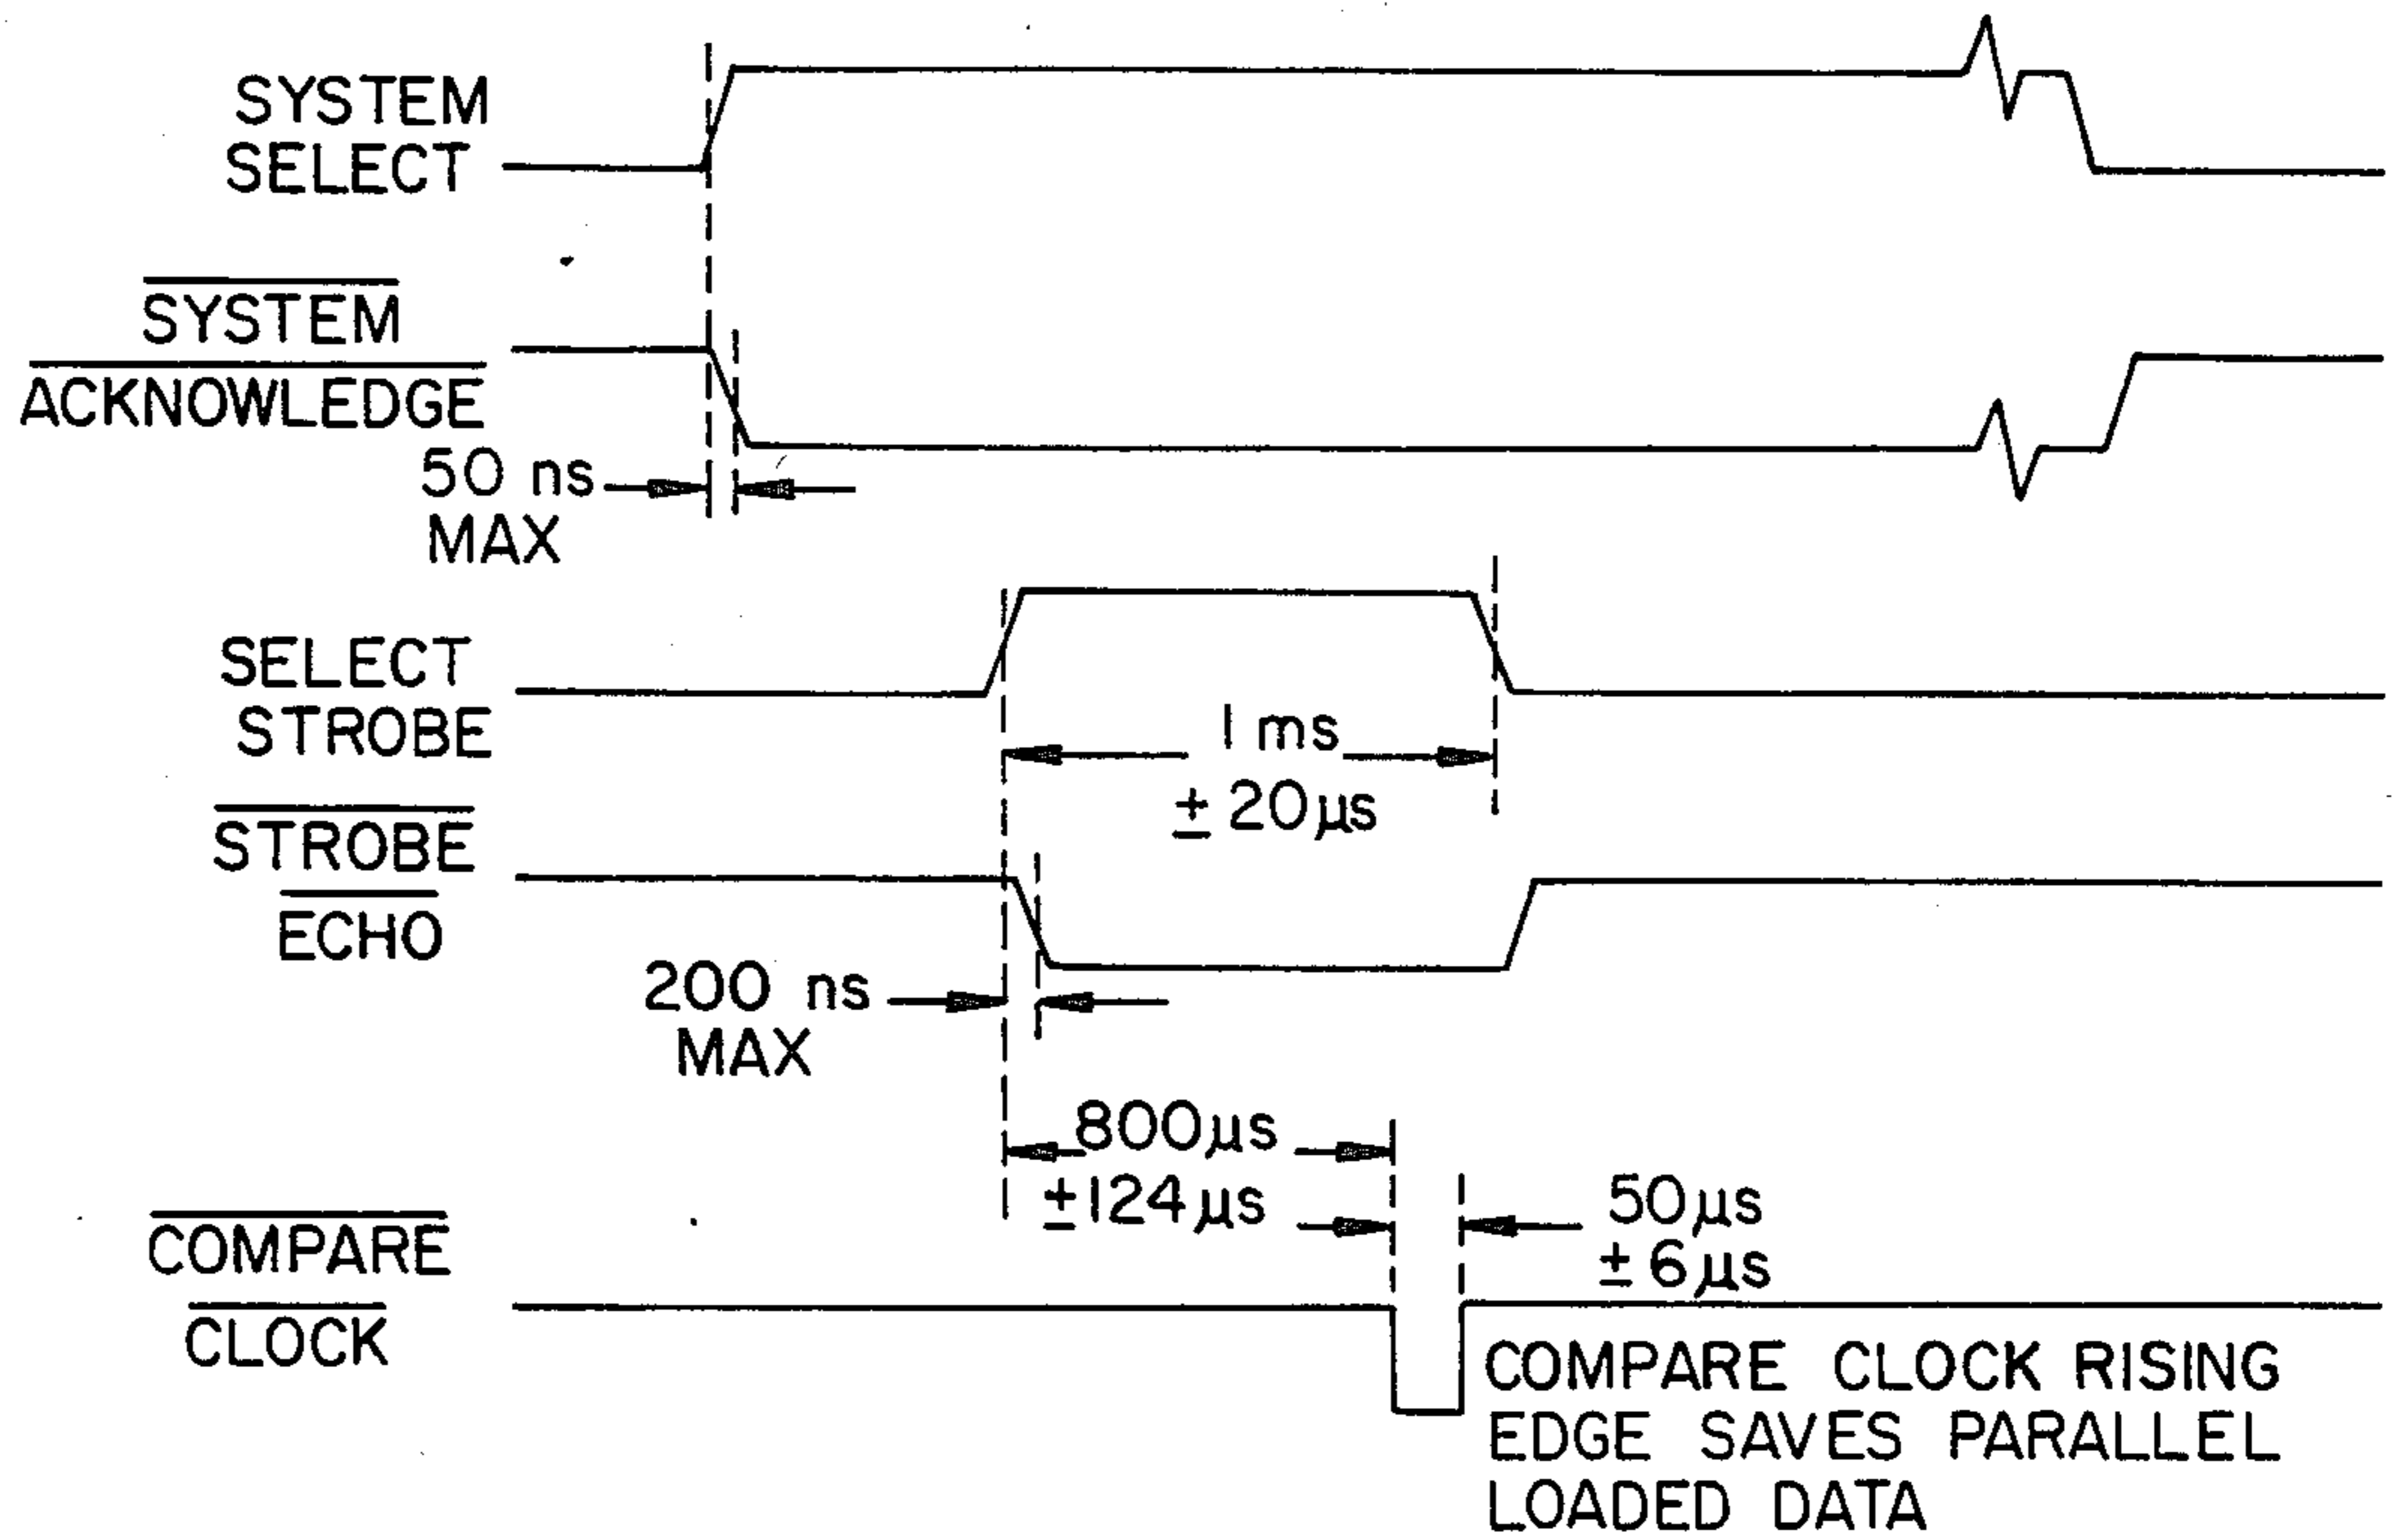 SYSTEM
SELECT
SYSTEM
ACKNOWLEDGE
50 ns
MAX
SELECT
STROBE
1 ms
± 20μs
STROBE
ECHO
200 ns
MAX
800μs
±124μs
50μs
±6μs
COMPARE
CLOCK
COMPARE CLOCK RISING
EDGE SAVES PARALLEL
LOADED DATA